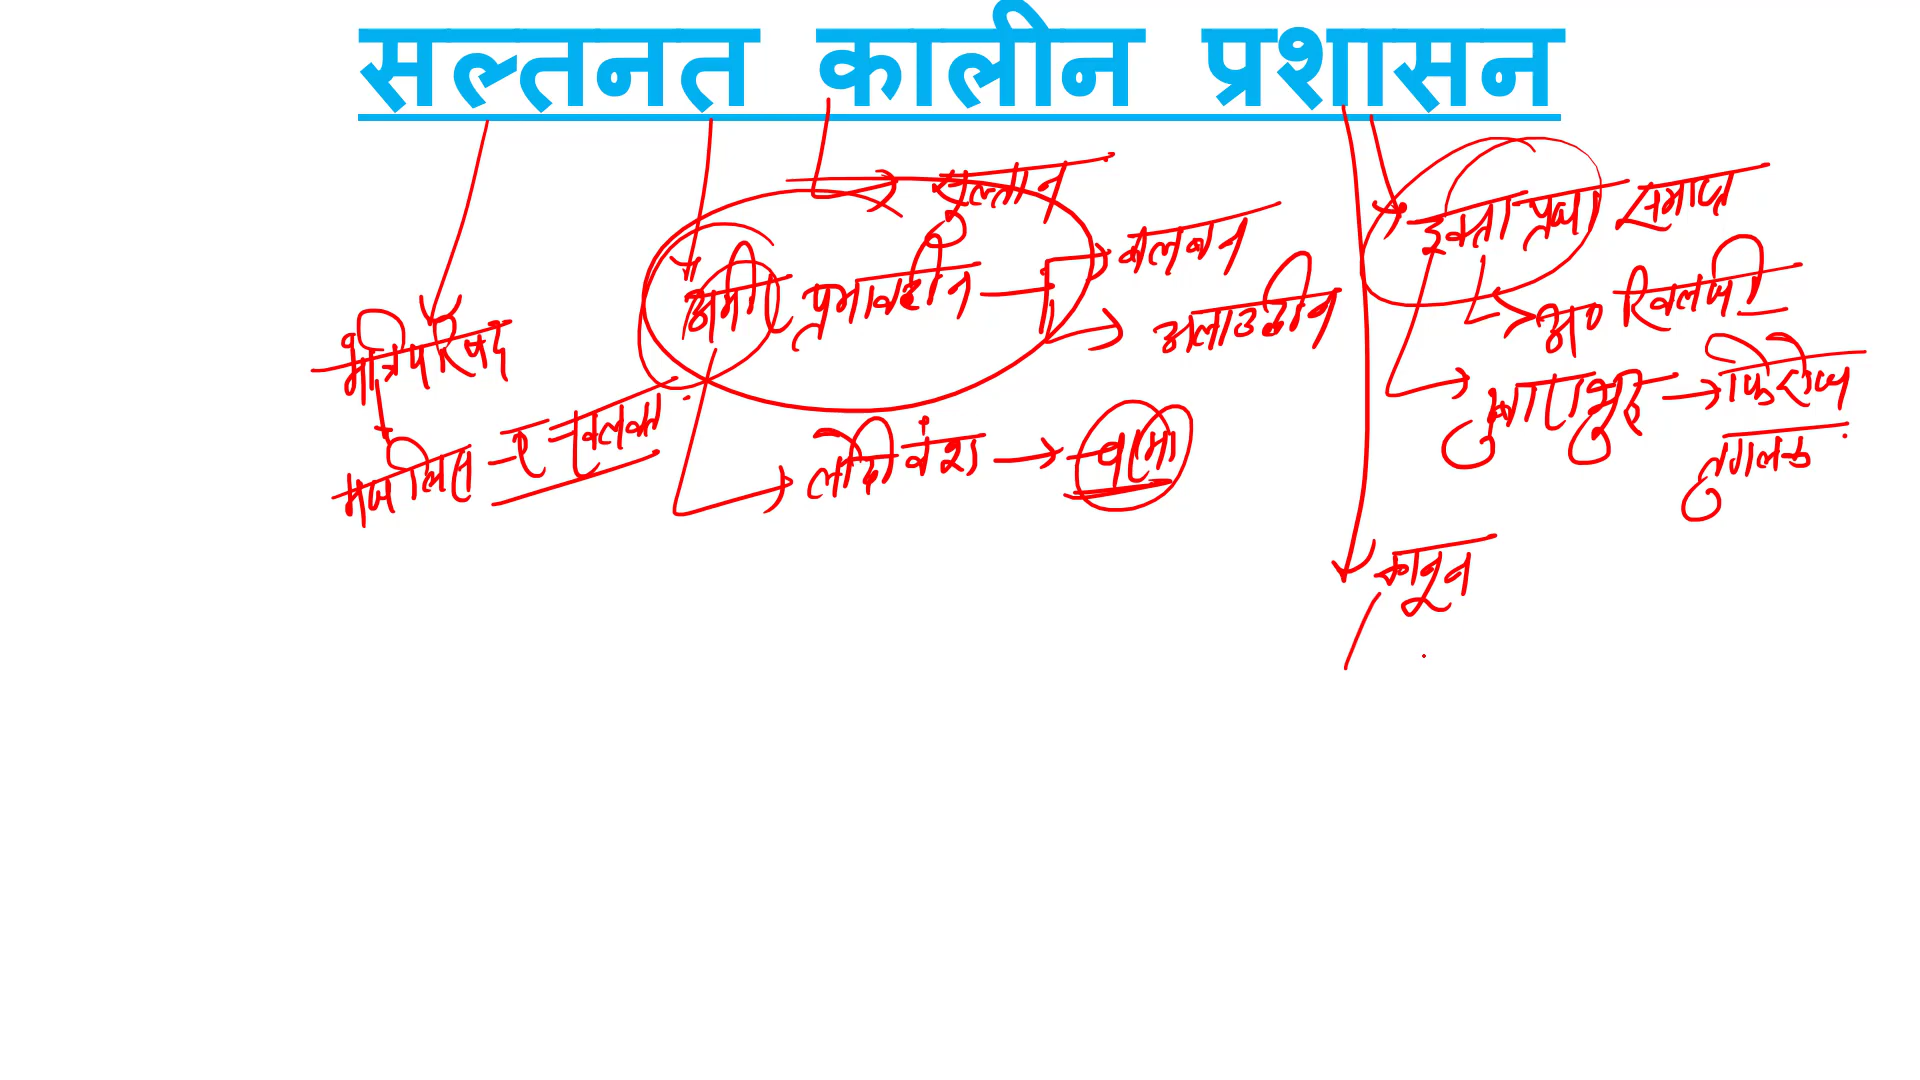 सल्तनत कालीन प्रशासन
सुल्तान
इक्ता प्रथा समाप्त
अमीर प्रभावहीन
बलबन
अलाउद्दीन
अ० खिलजी
मंत्रिपरिषद
फिरोज
तुगलक
मजलिस-ए-खलवत
लोदी वंश
कानून